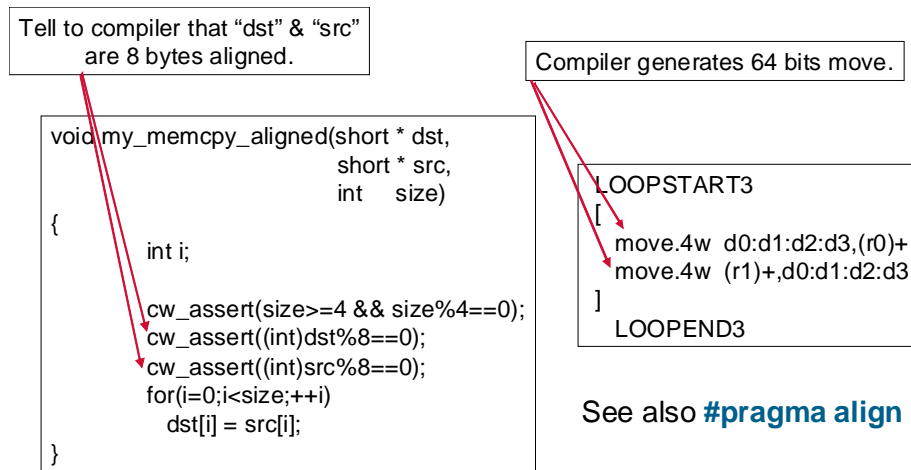 Tell to compiler that “dst” & “src”
are 8 bytes aligned.
Compiler generates 64 bits move.
void my_memcpy_aligned(short * dst,
short * src,
int size)
{
int i;
cw_assert(size>=4 && size%4==0);
cw_assert((int)dst%8==0);
cw_assert((int)src%8==0);
for(i=0;i<size;++i)
dst[i] = src[i];
}
LOOPSTART3
[
move.4w d0:d1:d2:d3,(r0)+
move.4w (r1)+,d0:d1:d2:d3
]
LOOPEND3
See also #pragma align